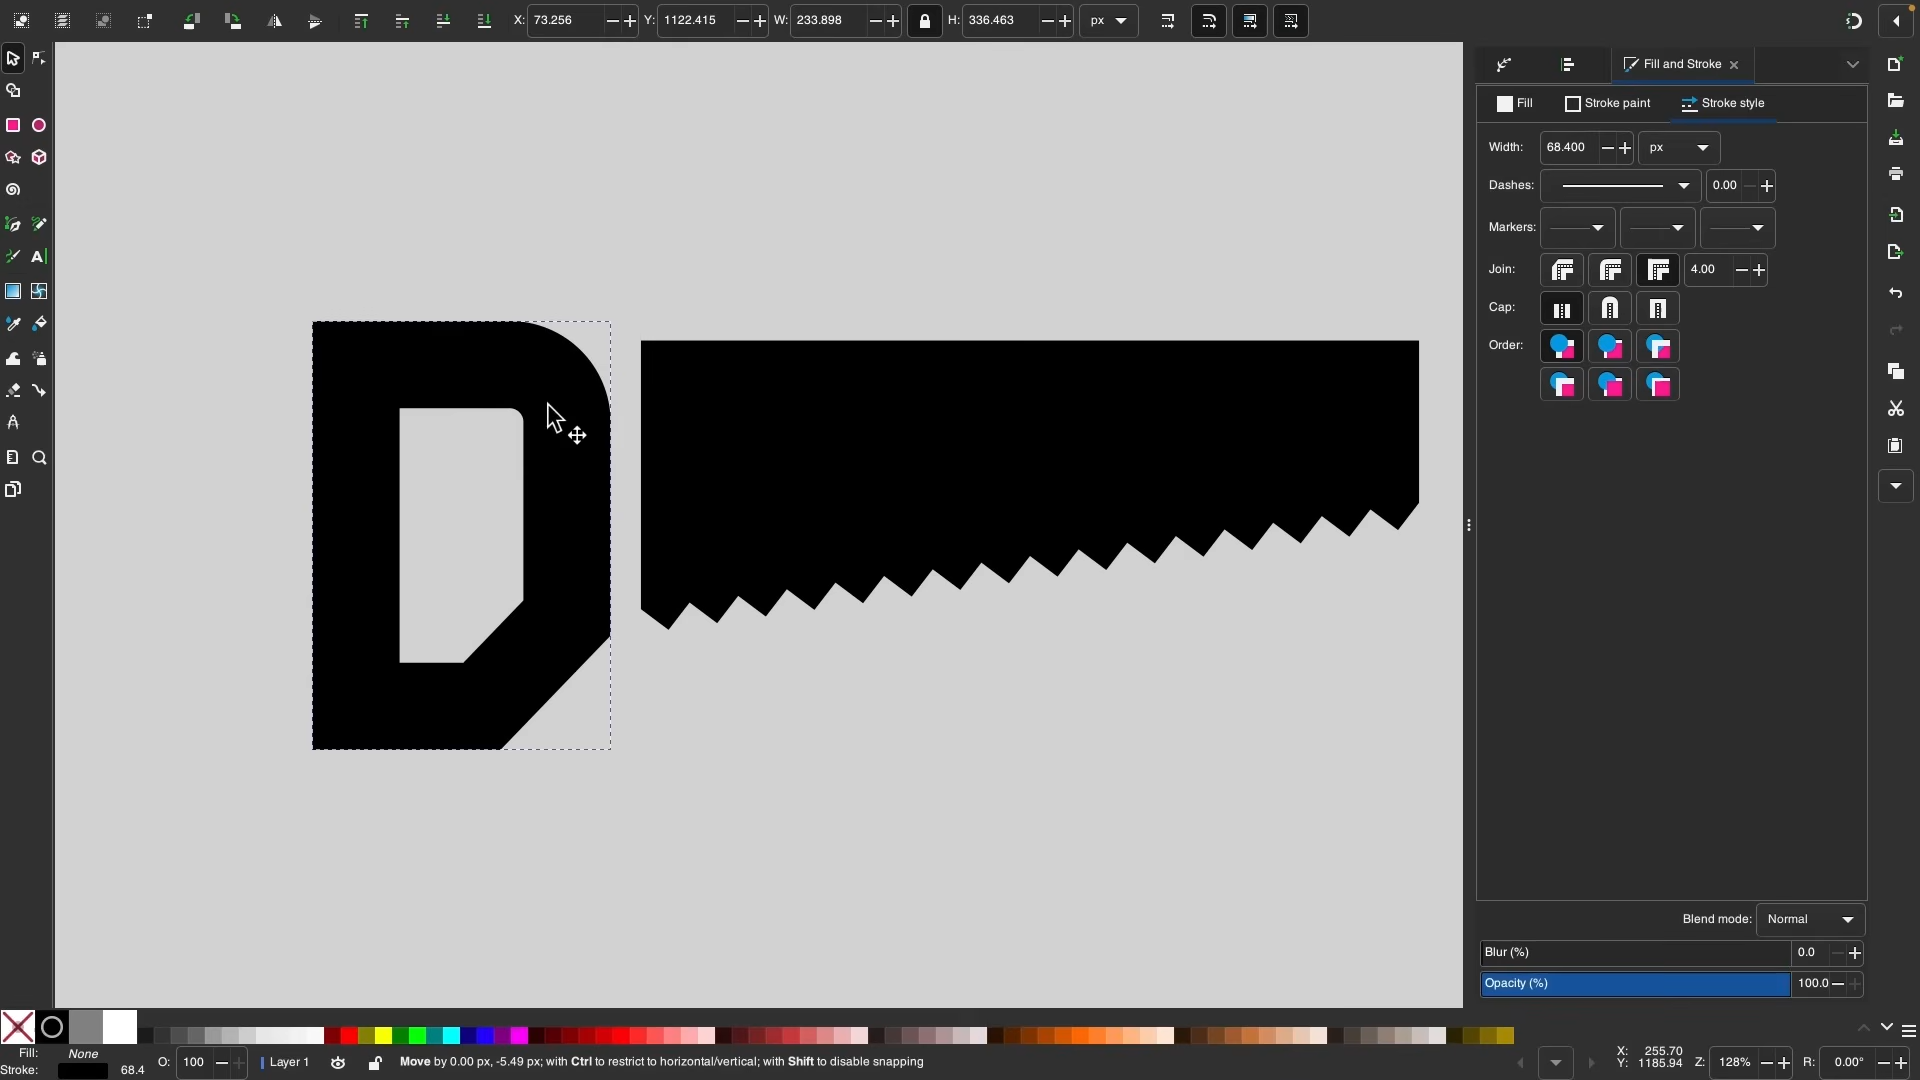 X: 73.256 Y: 1122.415 W: 233.898 H: 336.463 px
Fill and Stroke
Fill Stroke paint Stroke style
Width: 68.400 px
Dashes: 0.00
Markers:
Join: 4.00
Cap:
Order:
Blend mode: Normal
Blur (%) 0.0
Opacity (%) 100.0
Fill: None
Stroke: 68.4
O: 100
Layer 1
Move by 0.00 px, -5.49 px; with Ctrl to restrict to horizontal/vertical; with Shift to disable snapping
X: 255.70
Y: 1185.94
Z: 128%
R: 0.00°